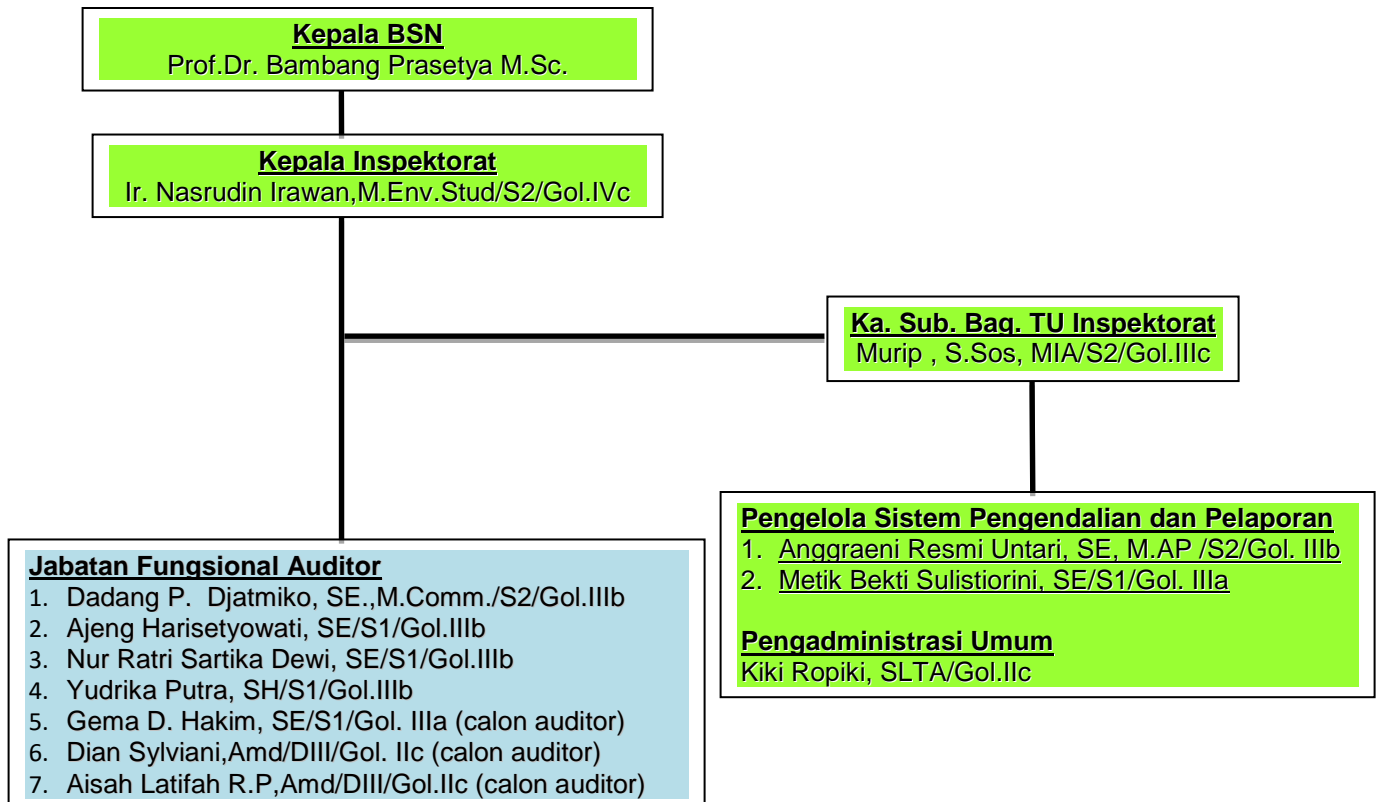 Kepala BSN
Prof.Dr. Bambang Prasetya M.Sc.
Kepala Inspektorat
Ir. Nasrudin Irawan,M.Env.Stud/S2/Gol.IVc
Ka. Sub. Bag. TU Inspektorat
Murip , S.Sos, MIA/S2/Gol.IIIc
Pengelola Sistem Pengendalian dan Pelaporan
1. Anggraeni Resmi Untari, SE, M.AP /S2/Gol. IIIb
2. Metik Bekti Sulistiorini, SE/S1/Gol. IIIa
Pengadministrasi Umum
Kiki Ropiki, SLTA/Gol.IIc
Jabatan Fungsional Auditor
1. Dadang P. Djatmiko, SE.,M.Comm./S2/Gol.IIIb
2. Ajeng Harisetyowati, SE/S1/Gol.IIIb
3. Nur Ratri Sartika Dewi, SE/S1/Gol.IIIb
4. Yudrika Putra, SH/S1/Gol.IIIb
5. Gema D. Hakim, SE/S1/Gol. IIIa (calon auditor)
6. Dian Sylviani,Amd/DIII/Gol. IIc (calon auditor)
7. Aisah Latifah R.P,Amd/DIII/Gol.IIc (calon auditor)